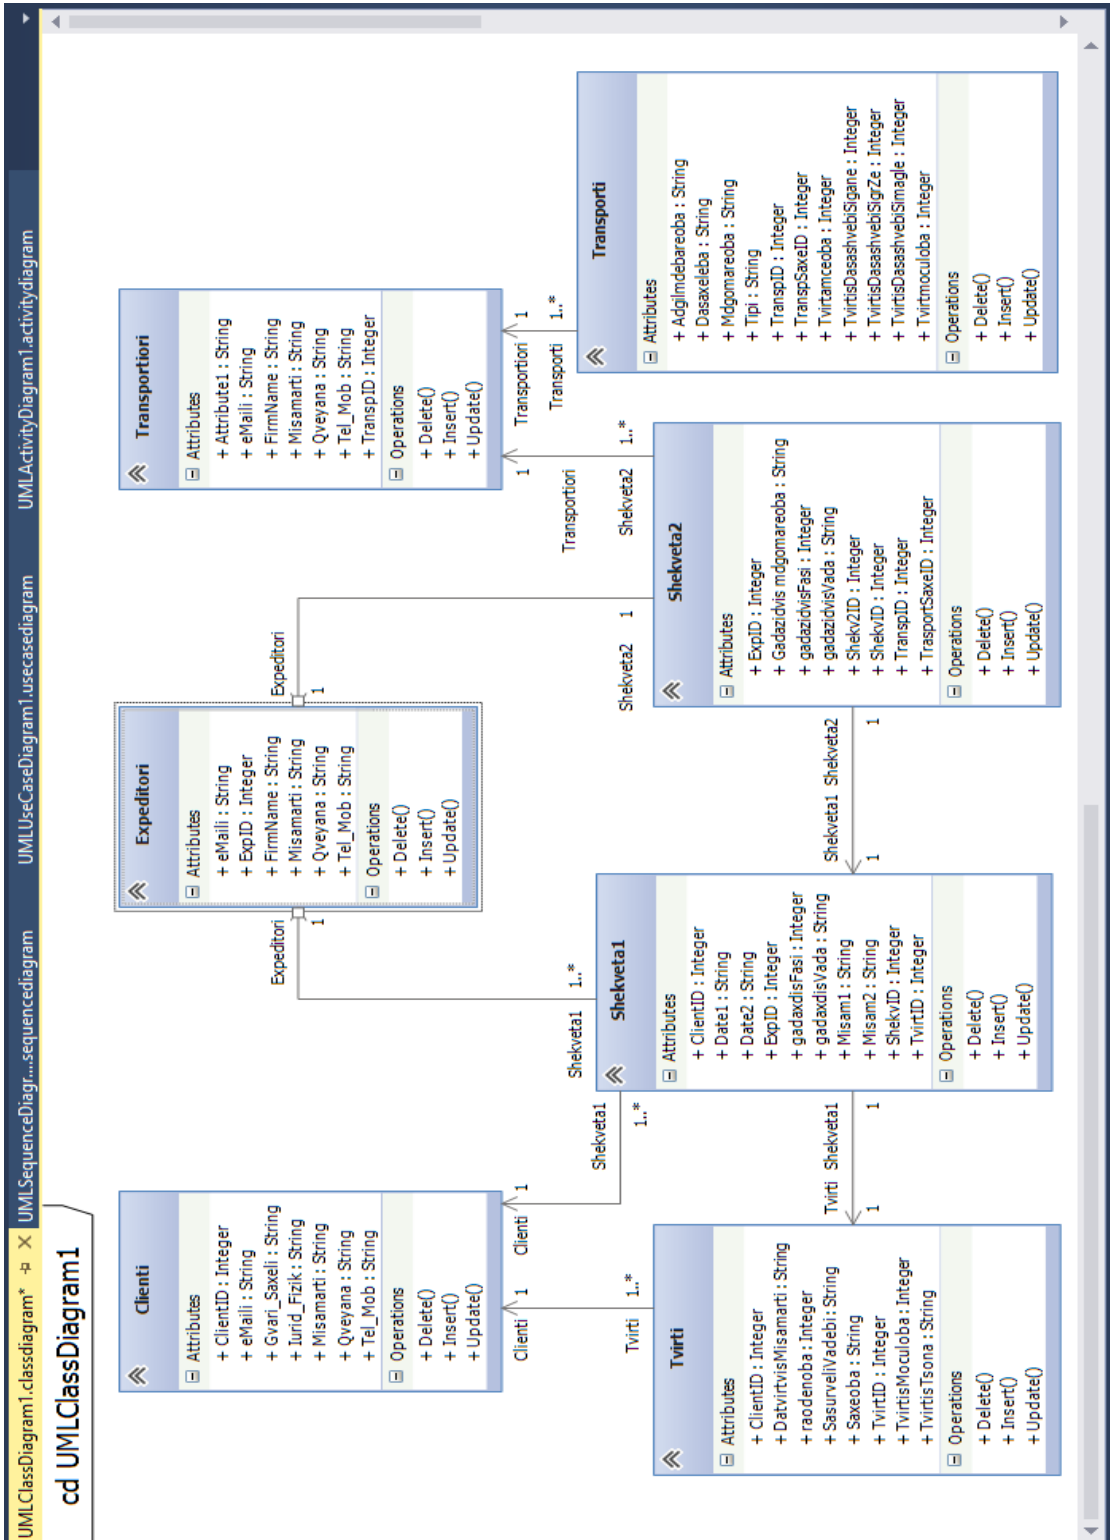 UMLClassDiagram1.classdiagram*
UMLSequenceDiagr....sequencediagram
UMLUseCaseDiagram1.usecasediagram
UMLActivityDiagram1.activitydiagram
cd UMLClassDiagram1
Clienti
Attributes
+ ClientID : Integer
+ eMaili : String
+ Gvari_Saxeli : String
+ Iurid_Fizik : String
+ Misamarti : String
+ Qveyana : String
+ Tel_Mob : String
Operations
+ Delete()
+ Insert()
+ Update()
Expeditori
Attributes
+ eMaili : String
+ ExpID : Integer
+ FirmName : String
+ Misamarti : String
+ Qveyana : String
+ Tel_Mob : String
Operations
+ Delete()
+ Insert()
+ Update()
Transportiori
Attributes
+ Attribute1 : String
+ eMaili : String
+ FirmName : String
+ Misamarti : String
+ Qveyana : String
+ Tel_Mob : String
+ TranspID : Integer
Operations
+ Delete()
+ Insert()
+ Update()
Expeditori
1
Expeditori
1
Clienti 1
Clienti 1
Tvirti 1..*
Shekveta1
1..*
Shekveta1 1..*
Shekveta2 1
1
Transportiori
Shekveta2 1..*
Transportiori 1
Transporti 1..*
Tvirti
Attributes
+ ClientID : Integer
+ DatvirtvisMisamarti : String
+ raodenoba : Integer
+ SasurveliVadebi : String
+ Saxeoba : String
+ TvirtID : Integer
+ TvirtisMoculoba : Integer
+ TvirtisTsona : String
Operations
+ Delete()
+ Insert()
+ Update()
Tvirti Shekveta1
1 1
Shekveta1
Attributes
+ ClientID : Integer
+ Date1 : String
+ Date2 : String
+ ExpID : Integer
+ gadaxdisFasi : Integer
+ gadaxdisVada : String
+ Misam1 : String
+ Misam2 : String
+ ShekvID : Integer
+ TvirtID : Integer
Operations
+ Delete()
+ Insert()
+ Update()
Shekveta1 Shekveta2
1 1
Shekveta2
Attributes
+ ExpID : Integer
+ Gadazidvis mdgomareoba : String
+ gadazidvisFasi : Integer
+ gadazidvisVada : String
+ Shekv2ID : Integer
+ ShekvID : Integer
+ TranspID : Integer
+ TrasportSaxeID : Integer
Operations
+ Delete()
+ Insert()
+ Update()
Transporti
Attributes
+ Adgilmdebareoba : String
+ Dasaxeleba : String
+ Mdgomareoba : String
+ Tipi : String
+ TranspID : Integer
+ TranspSaxeID : Integer
+ Tvirtamceoba : Integer
+ TvirtisDasashvebiSigane : Integer
+ TvirtisDasashvebiSigrZe : Integer
+ TvirtisDasashvebiSimagle : Integer
+ Tvirtmoculoba : Integer
Operations
+ Delete()
+ Insert()
+ Update()